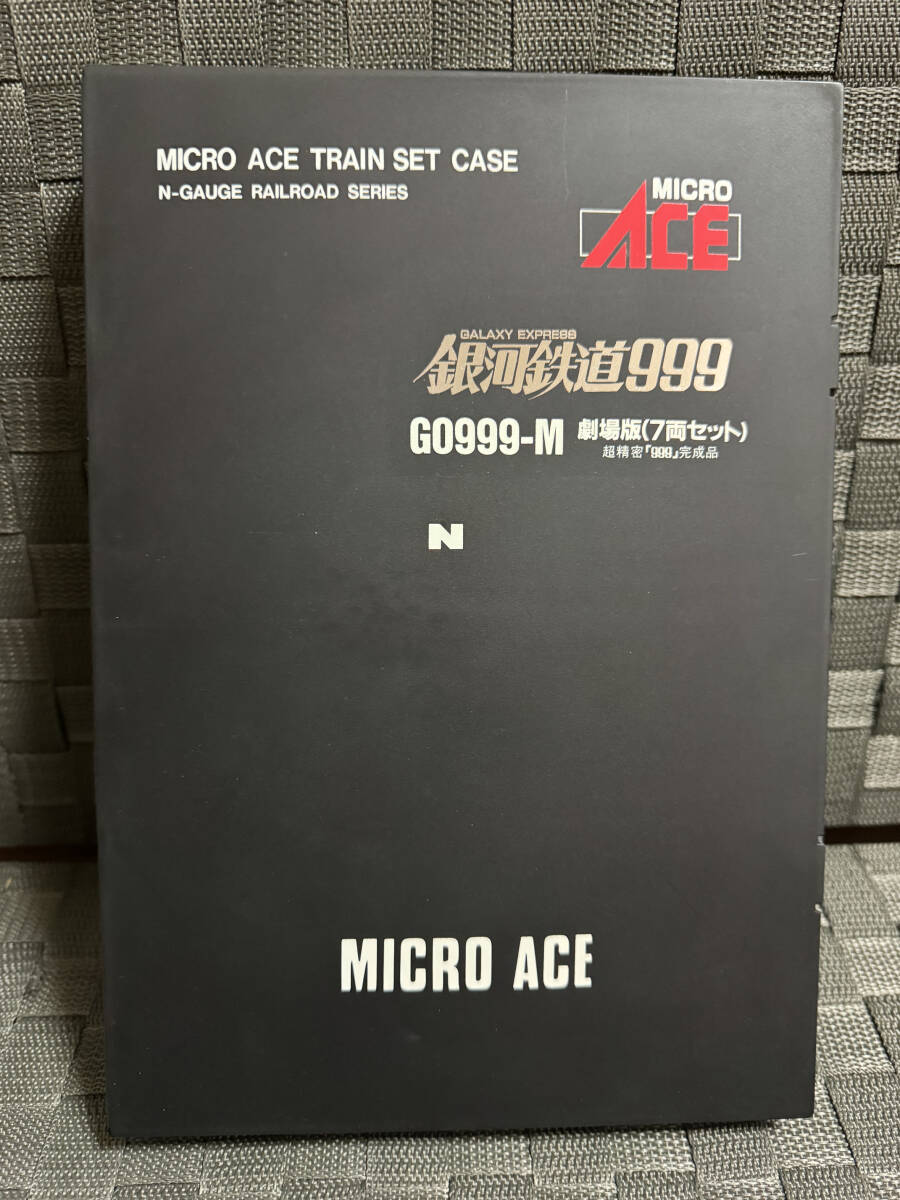 MICRO ACE TRAIN SET CASE
N-GAUGE RAILROAD SERIES
MICRO
ACE
GALAXY EXPRESS
銀河鉄道999
GO999-M 劇場版(7両セット)
超精密「999」完成品
N
MICRO ACE